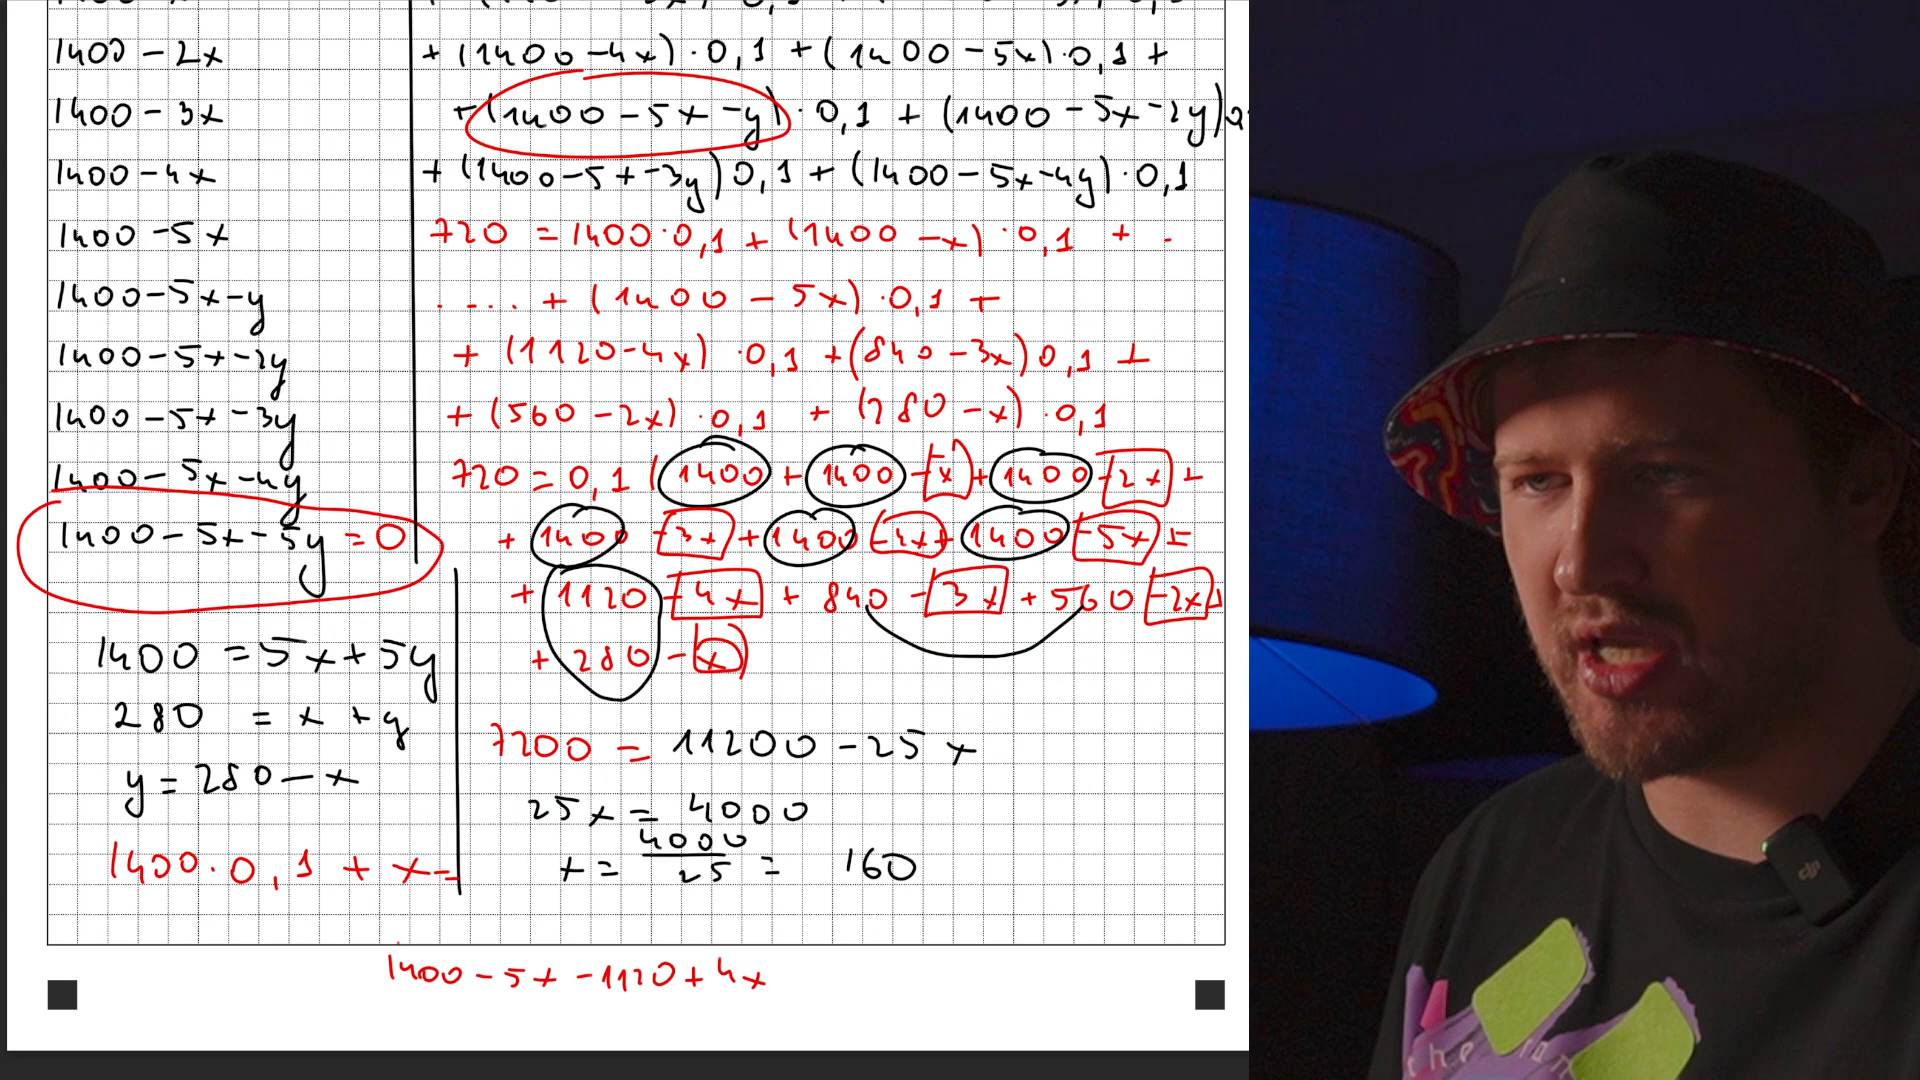 1400 - 2x
1400 - 3x
1400 - 4x
1400 - 5x
1400 - 5x - y
1400 - 5x - 2y
1400 - 5x - 3y
1400 - 5x - 4y
1400 - 5x - 5y = 0
1400 = 5x + 5y
280 = x + y
y = 280 - x
1400 · 0,1 + x -
+ (1400 - 4x) · 0,1 + (1400 - 5x) · 0,1 +
+ (1400 - 5x - y) · 0,1 + (1400 - 5x - 2y)
+ (1400 - 5x - 3y) 0,1 + (1400 - 5x - 4y) · 0,1
720 = 1400 · 0,1 + (1400 - x) · 0,1 + .
.... + (1400 - 5x) · 0,1 +
+ (1120 - 4x) · 0,1 + (840 - 3x) 0,1 +
+ (560 - 2x) · 0,1 + (280 - x) · 0,1
720 = 0,1 (1400 + 1400 - x + 1400 - 2x +
+ 1400 - 3x + 1400 - 4x + 1400 - 5x +
+ 1120 - 4x + 840 - 3x + 560 - 2x +
+ 280 - x)
7200 = 11200 - 25x
25x = 4000
x = 4000/25 = 160
1400 - 5x - 1120 + 4x
dji
the ran